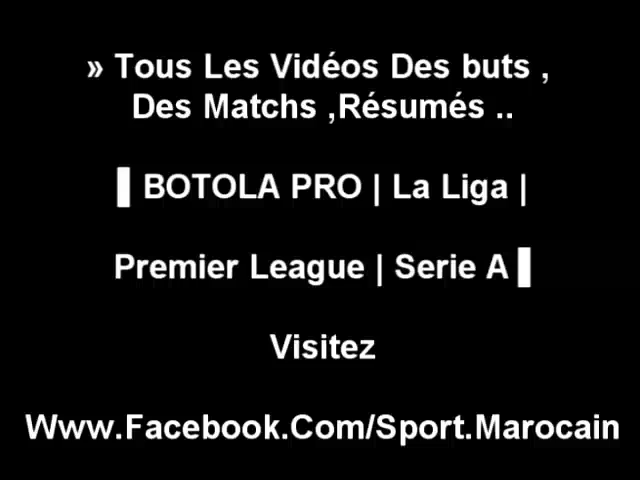 » Tous Les Vidéos Des buts ,
Des Matchs ,Résumés ..
▌BOTOLA PRO | La Liga |
Premier League | Serie A▐
Visitez
Www.Facebook.Com/Sport.Marocain